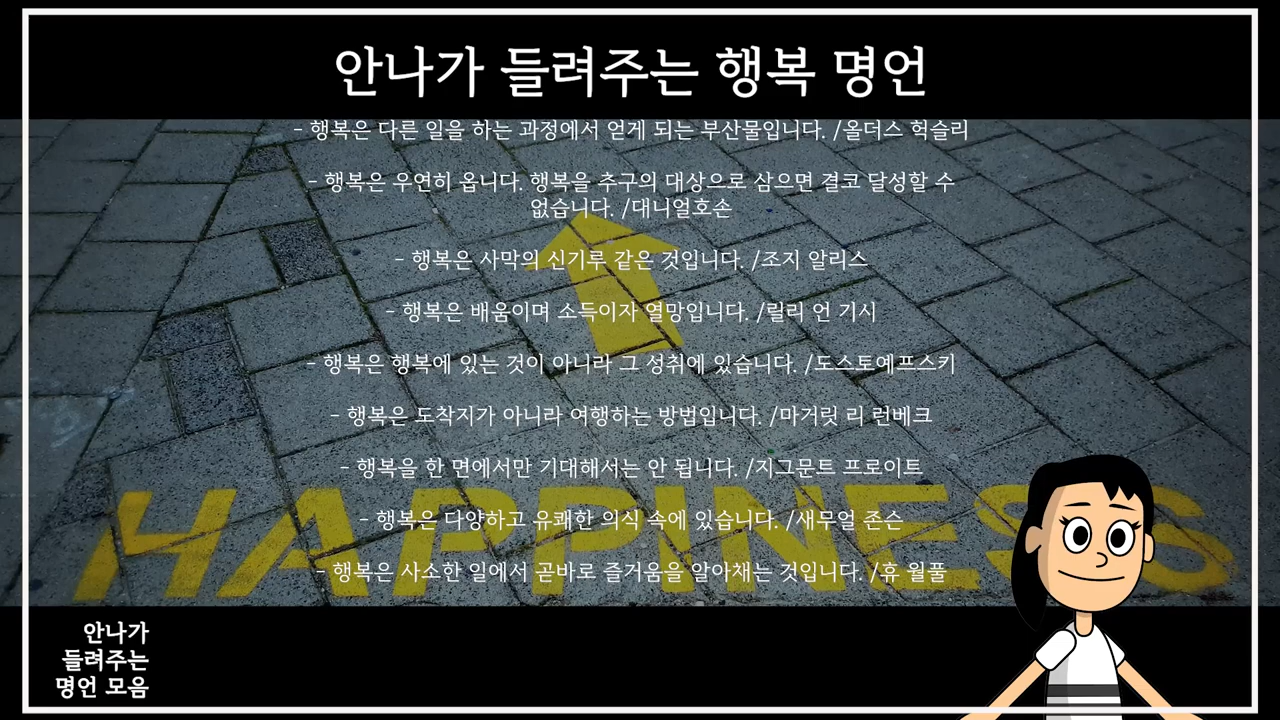 안나가 들려주는 행복 명언
- 행복은 다른 일을 하는 과정에서 얻게 되는 부산물입니다. /올더스 헉슬리
- 행복은 우연히 옵니다. 행복을 추구의 대상으로 삼으면 결코 달성할 수
없습니다. /대니얼호손
- 행복은 사막의 신기루 같은 것입니다. /조지 알리스
- 행복은 배움이며 소득이자 열망입니다. /릴리 언 기시
- 행복은 행복에 있는 것이 아니라 그 성취에 있습니다. /도스토예프스키
- 행복은 도착지가 아니라 여행하는 방법입니다. /마거릿 리 런베크
- 행복을 한 면에서만 기대해서는 안 됩니다. /지그문트 프로이트
- 행복은 다양하고 유쾌한 의식 속에 있습니다. /새무얼 존슨
- 행복은 사소한 일에서 곧바로 즐거움을 알아채는 것입니다. /휴 월풀
HAPPINESS
안나가
들려주는
명언 모음